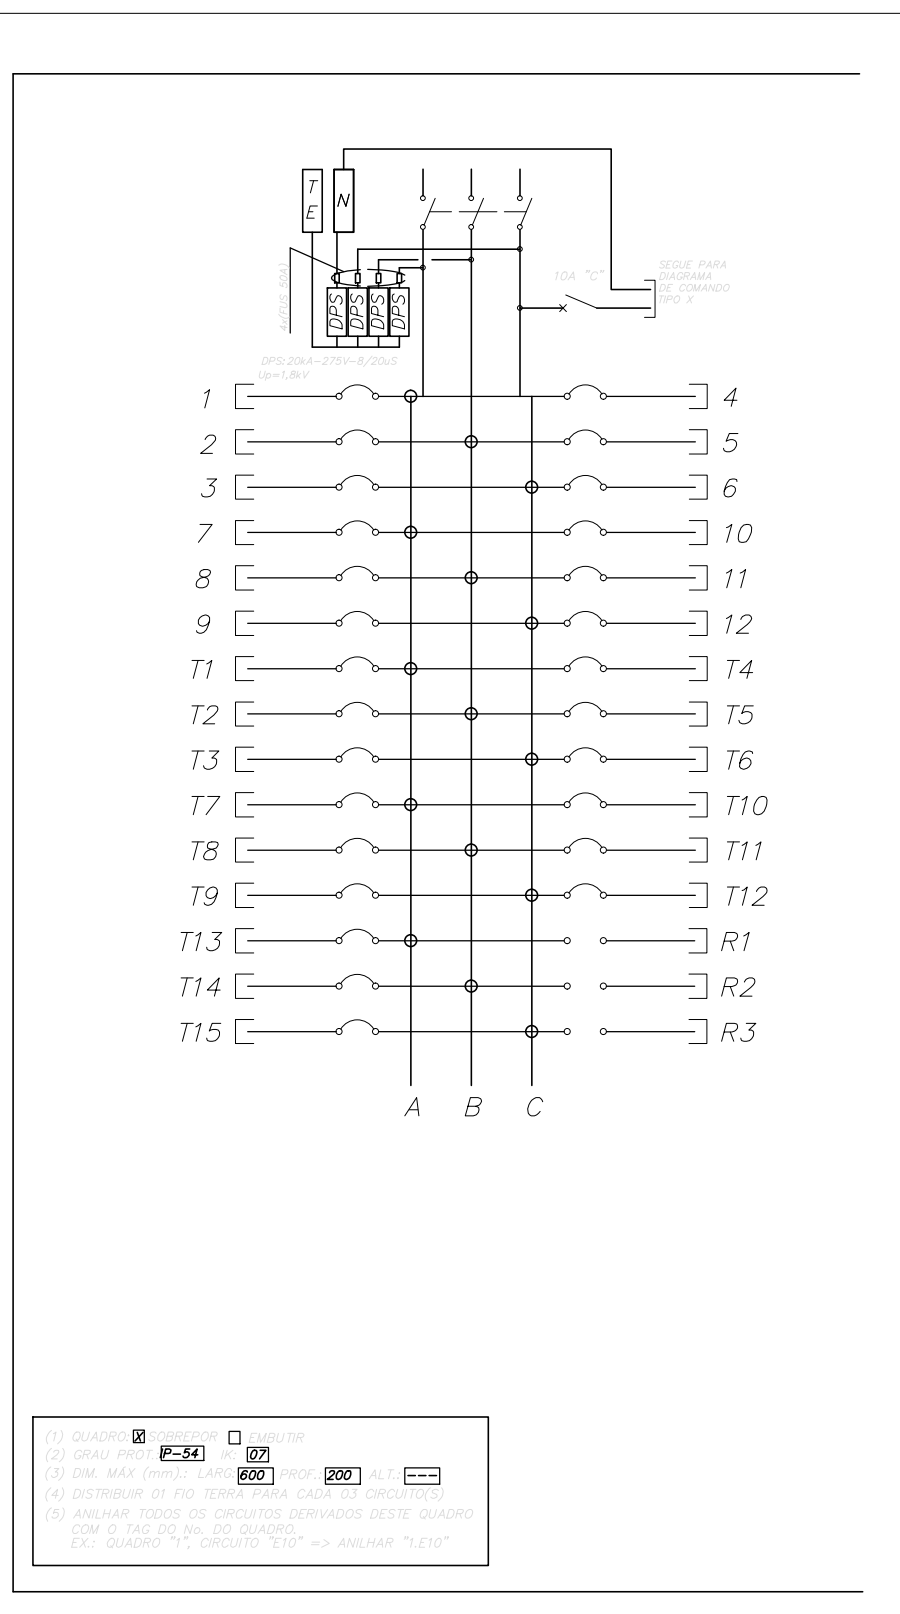 T
E
N
4x(FUS 50A)
DPS
DPS
DPS
DPS
DPS: 20kA-275V-8/20uS
Up=1,8kV
10A "C"
SEGUE PARA
DIAGRAMA
DE COMANDO
TIPO X
1 4
2 5
3 6
7 10
8 11
9 12
T1 T4
T2 T5
T3 T6
T7 T10
T8 T11
T9 T12
T13 R1
T14 R2
T15 R3
A B C
(1) QUADRO: X SOBREPOR EMBUTIR
(2) GRAU PROT.: IP-54 IK: 07
(3) DIM. MÁX (mm).: LARG: 600 PROF.: 200 ALT.: ---
(4) DISTRIBUIR 01 FIO TERRA PARA CADA 03 CIRCUITO(S)
(5) ANILHAR TODOS OS CIRCUITOS DERIVADOS DESTE QUADRO
COM O TAG DO No. DO QUADRO.
EX.: QUADRO "1", CIRCUITO "E10" => ANILHAR "1.E10"